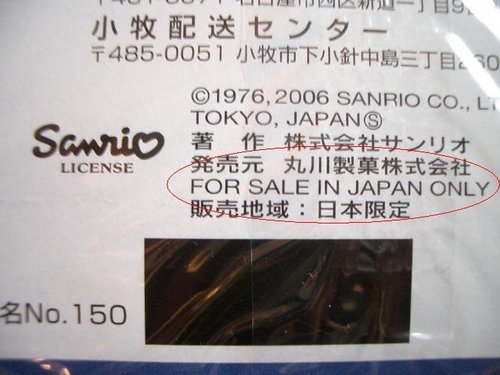 小牧配送センター
〒485-0051 小牧市下小針中島三丁目
©1976, 2006 SANRIO CO., LT
TOKYO, JAPANⓈ
著 作 株式会社サンリオ
Sanrio
LICENSE
発売元 丸川製菓株式会社
FOR SALE IN JAPAN ONLY
販売地域：日本限定
名No.150